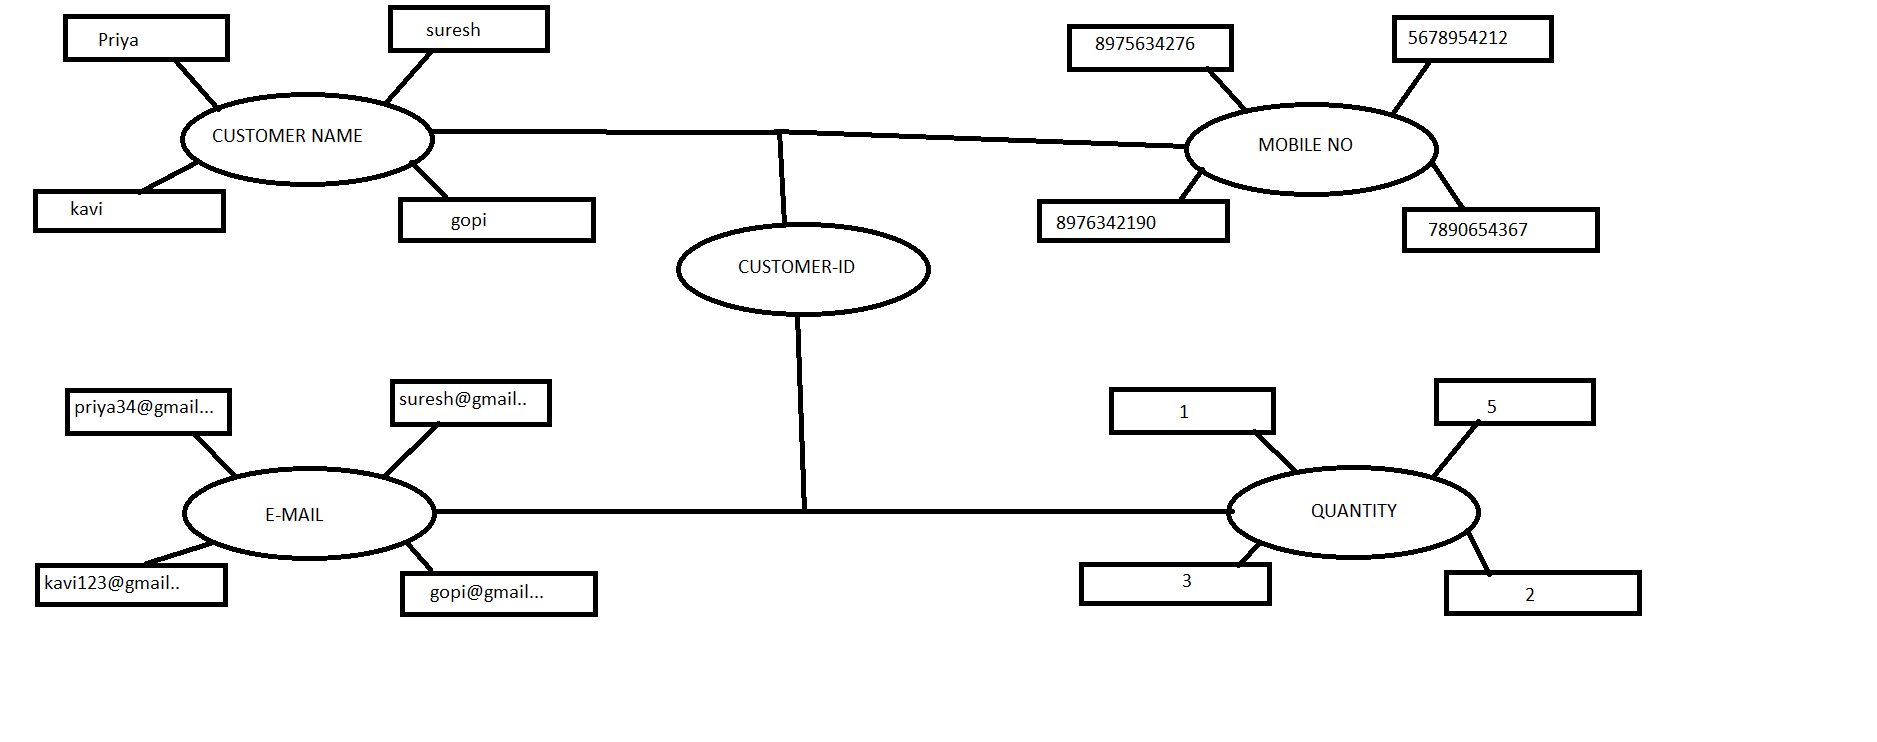 Priya
suresh
CUSTOMER NAME
kavi
gopi
8975634276
5678954212
MOBILE NO
8976342190
7890654367
CUSTOMER-ID
priya34@gmail...
suresh@gmail..
E-MAIL
kavi123@gmail..
gopi@gmail...
1
5
QUANTITY
3
2